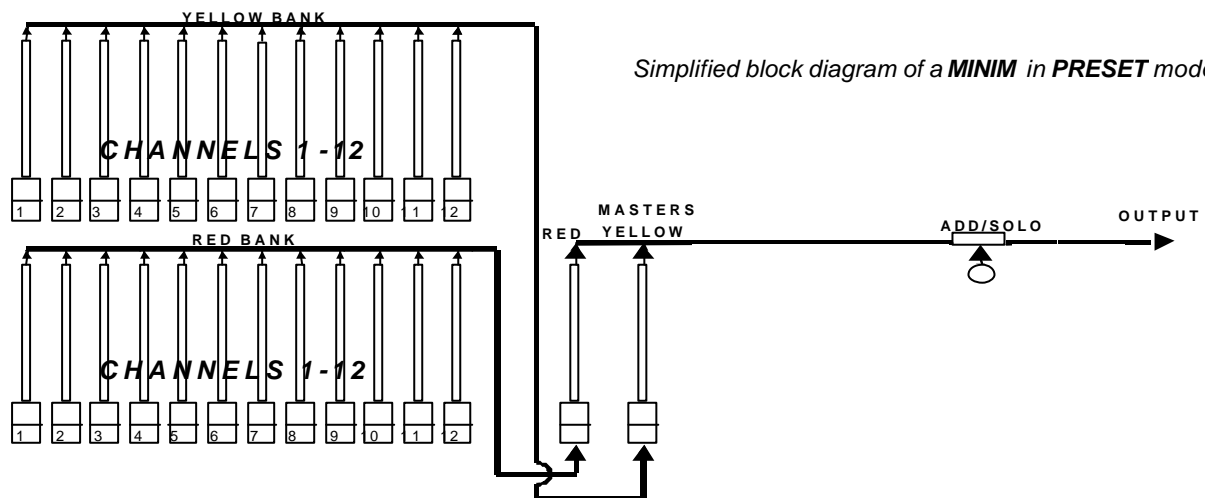 YELLOW BANK
Simplified block diagram of a MINIM in PRESET mode
CHANNELS 1-12
1 2 3 4 5 6 7 8 9 10 11 12
RED BANK
MASTERS
RED YELLOW
ADD/SOLO
OUTPUT
CHANNELS 1-12
1 2 3 4 5 6 7 8 9 10 11 12